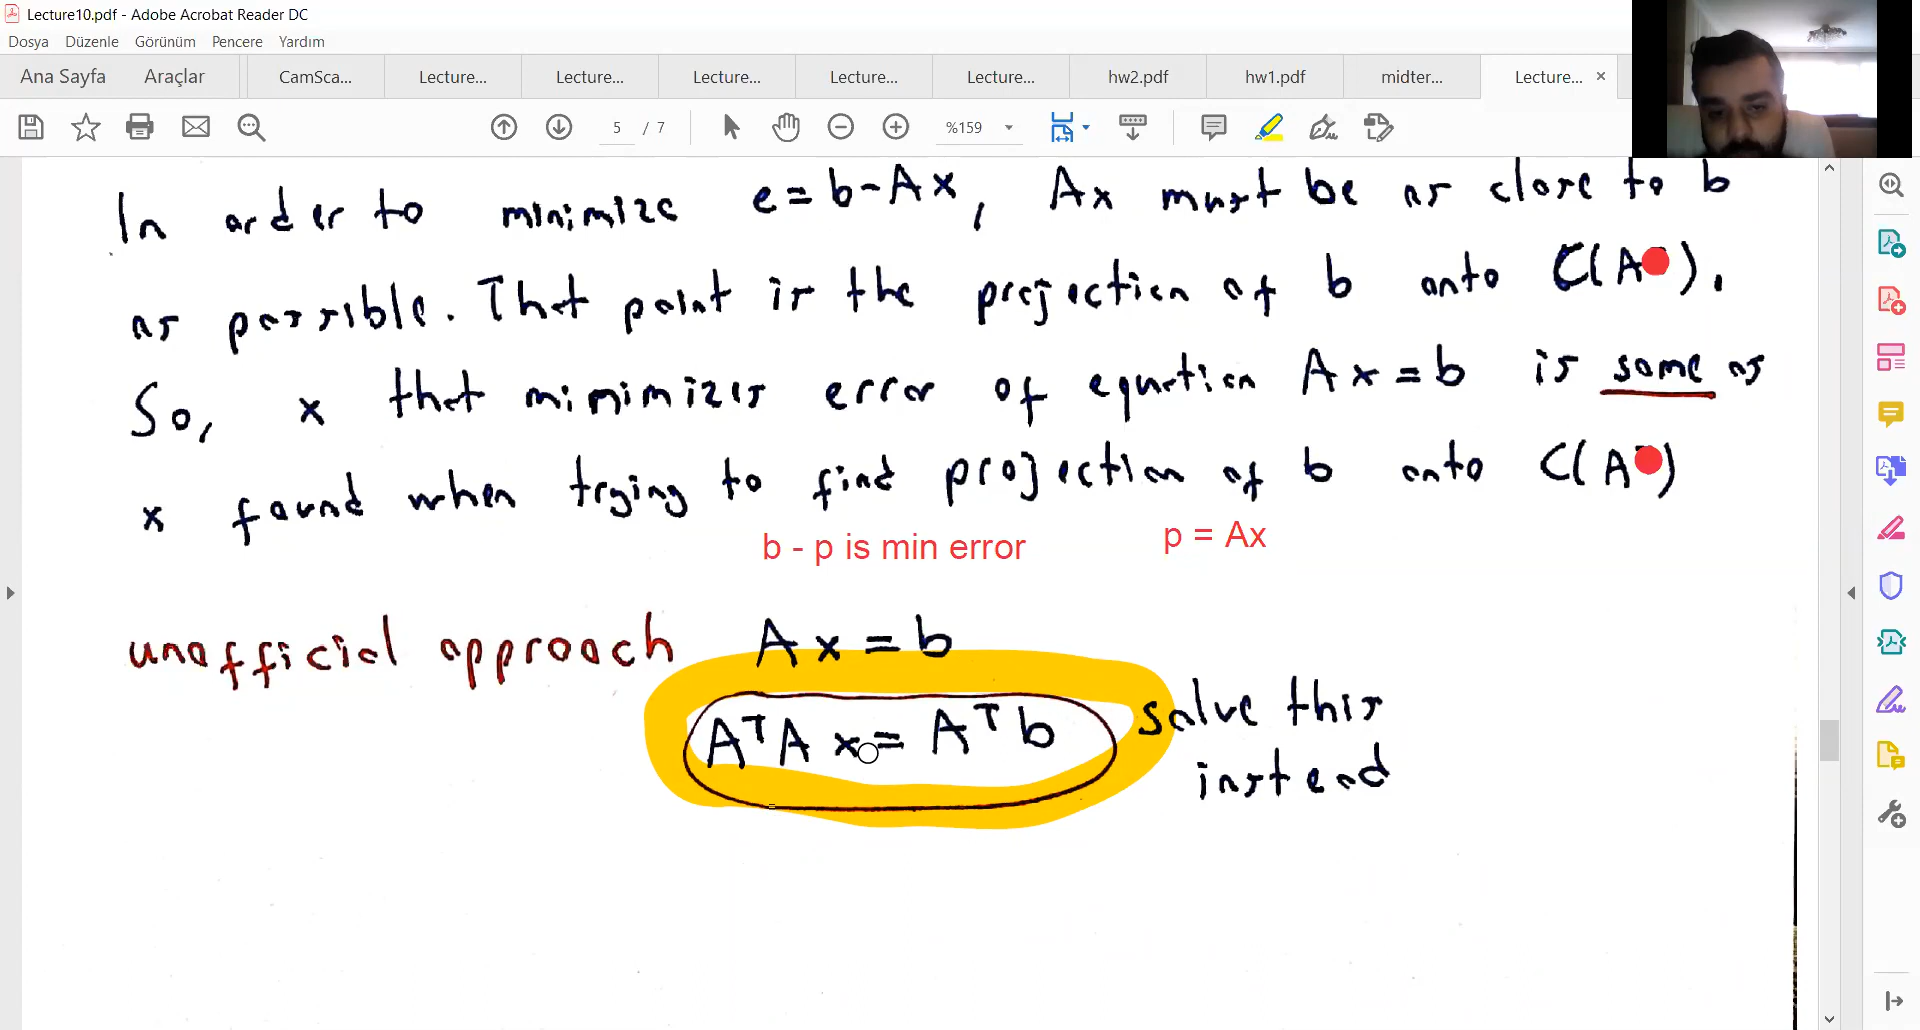 Lecture10.pdf - Adobe Acrobat Reader DC
Dosya Düzenle Görünüm Pencere Yardım
Ana Sayfa Araçlar CamSca... Lecture... Lecture... Lecture... Lecture... Lecture... hw2.pdf hw1.pdf midter... Lecture... ×
5 / 7 %159
In order to minimize e = b - Ax, Ax must be as close to b
as possible. That point is the projection of b onto C(A ).
So, x that minimizes error of equation Ax = b is same as
x found when trying to find projection of b onto C(A )
b - p is min error p = Ax
unofficial approach Ax = b
AᵀA x = Aᵀb solve this
instead